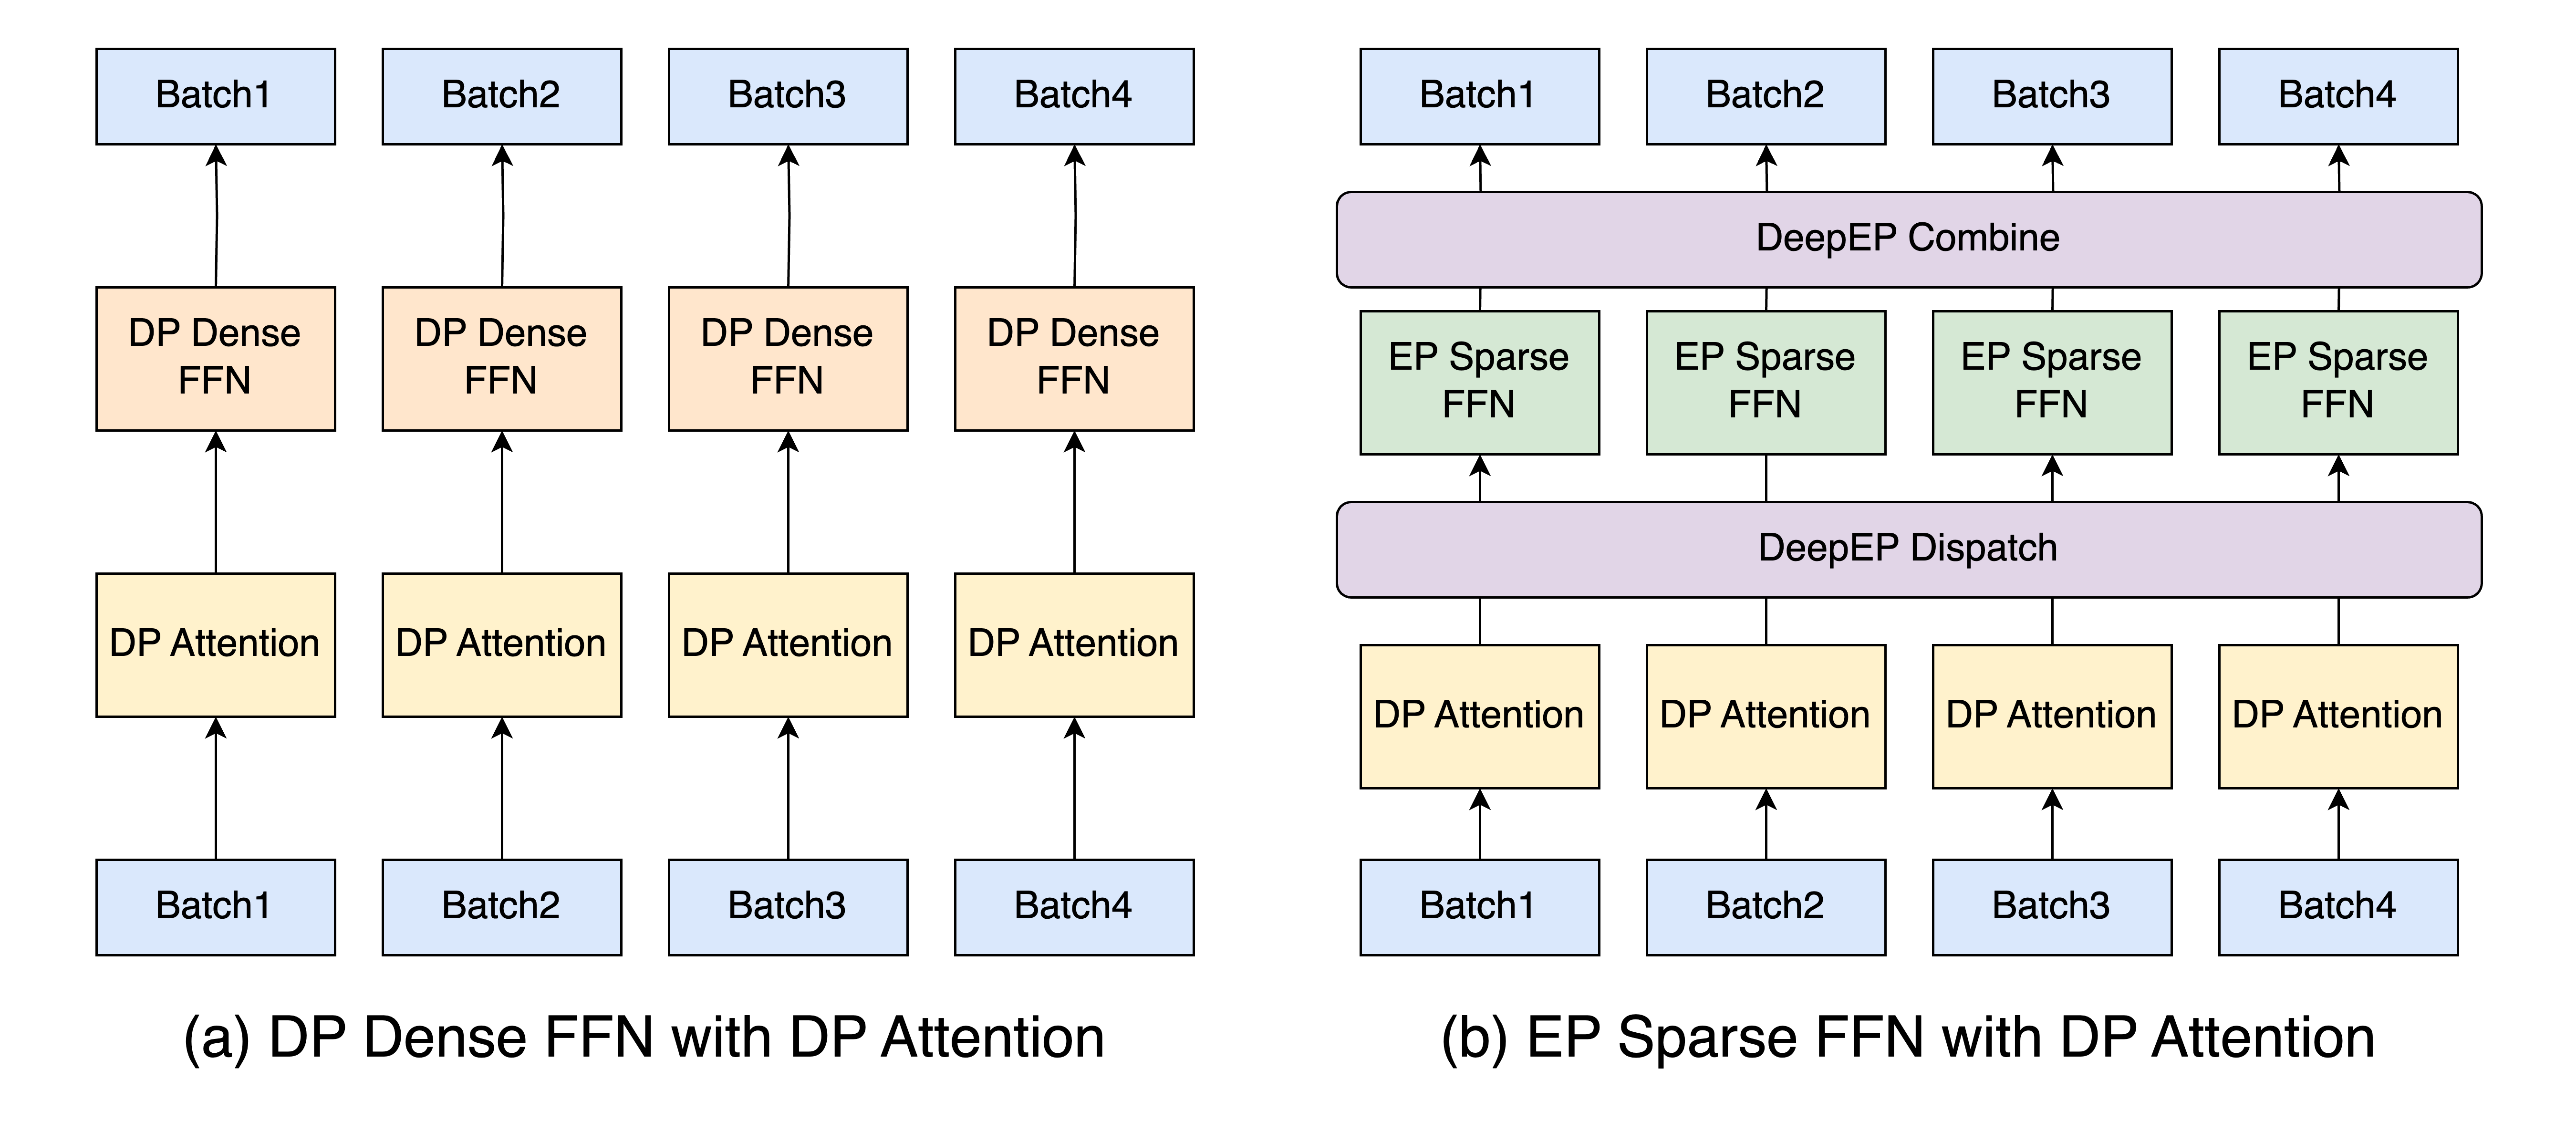 Batch1
Batch2
Batch3
Batch4
DP Dense
FFN
DP Dense
FFN
DP Dense
FFN
DP Dense
FFN
DP Attention
DP Attention
DP Attention
DP Attention
Batch1
Batch2
Batch3
Batch4
(a) DP Dense FFN with DP Attention
Batch1
Batch2
Batch3
Batch4
DeepEP Combine
EP Sparse
FFN
EP Sparse
FFN
EP Sparse
FFN
EP Sparse
FFN
DeepEP Dispatch
DP Attention
DP Attention
DP Attention
DP Attention
Batch1
Batch2
Batch3
Batch4
(b) EP Sparse FFN with DP Attention